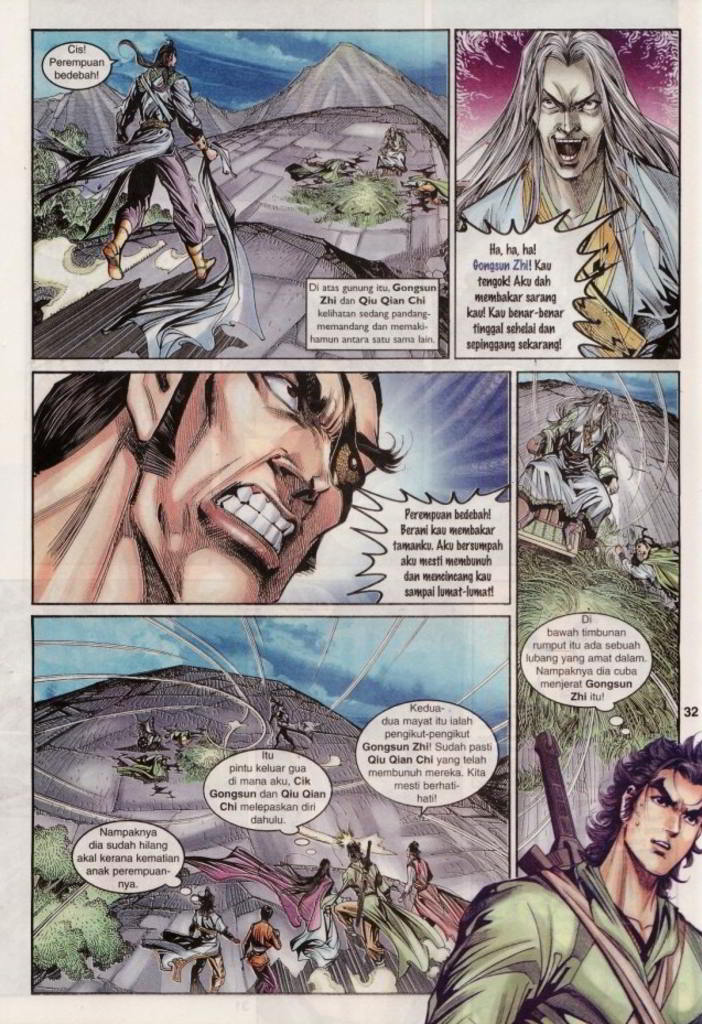 Cis!
Perempuan
bedebah!
Di atas gunung itu, Gongsun
Zhi dan Qiu Qian Chi
kelihatan sedang pandang-
memandang dan memaki-
hamun antara satu sama lain.
Ha, ha, ha!
Gongsun Zhi! Kau
tengok! Aku dah
membakar sarang
kau! Kau benar-benar
tinggal sehelai dan
sepinggang sekarang!
Perempuan bedebah!
Berani kau membakar
tamanku. Aku bersumpah
aku mesti membunuh
dan mencincang kau
sampai lumat-lumat!
Di
bawah timbunan
rumput itu ada sebuah
lubang yang amat dalam.
Nampaknya dia cuba
menjerat Gongsun
Zhi itu!
Kedua-
dua mayat itu ialah
pengikut-pengikut
Gongsun Zhi! Sudah pasti
Qiu Qian Chi yang telah
membunuh mereka. Kita
mesti berhati-
hati!
Itu
pintu keluar gua
di mana aku, Cik
Gongsun dan Qiu Qian
Chi melepaskan diri
dahulu.
Nampaknya
dia sudah hilang
akal kerana kematian
anak perempuan-
nya.
32